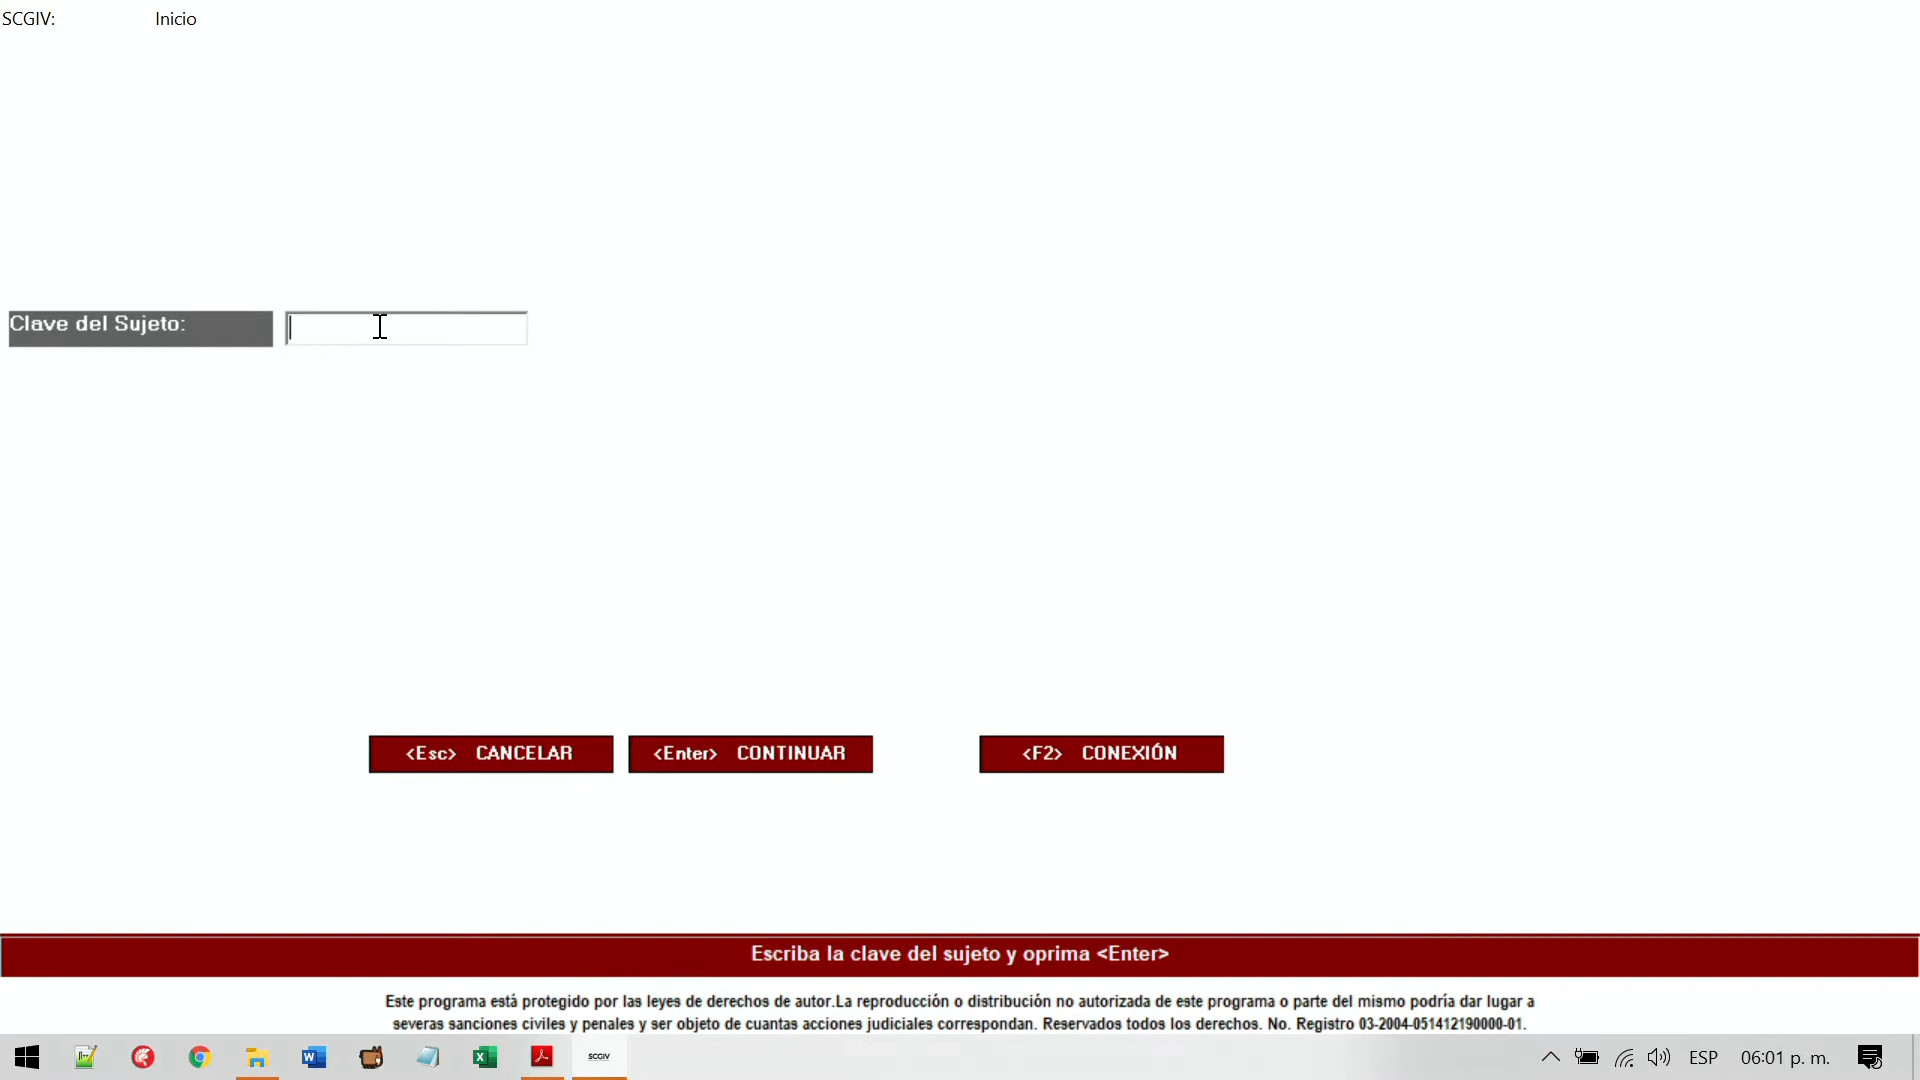 SCGIV: Inicio
Clave del Sujeto:
<Esc> CANCELAR <Enter> CONTINUAR <F2> CONEXIÓN
Escriba la clave del sujeto y oprima <Enter>
Este programa está protegido por las leyes de derechos de autor.La reproducción o distribución no autorizada de este programa o parte del mismo podría dar lugar a
severas sanciones civiles y penales y ser objeto de cuantas acciones judiciales correspondan. Reservados todos los derechos. No. Registro 03-2004-051412190000-01.
SCGIV ESP 06:01 p. m.